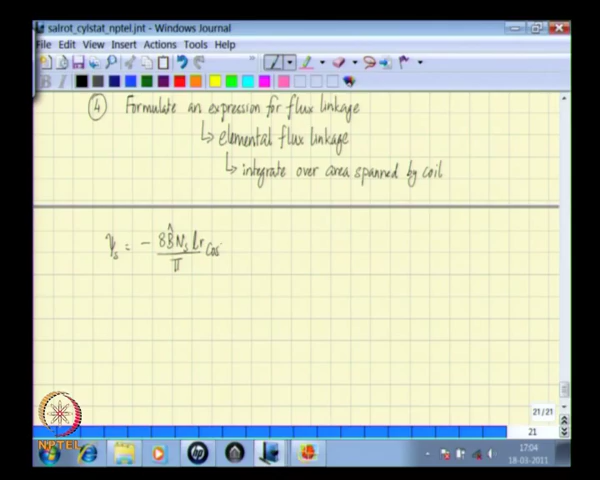 salrot_cylstat_nptel.jnt - Windows Journal
File Edit View Insert Actions Tools Help
B I
4 Formulate an expression for flux linkage
↳ elemental flux linkage
↳ integrate over area spanned by coil
ψs = - 8B̂Nsℓr/π Cos
21/21
21
NPTEL
17:04
18-03-2011